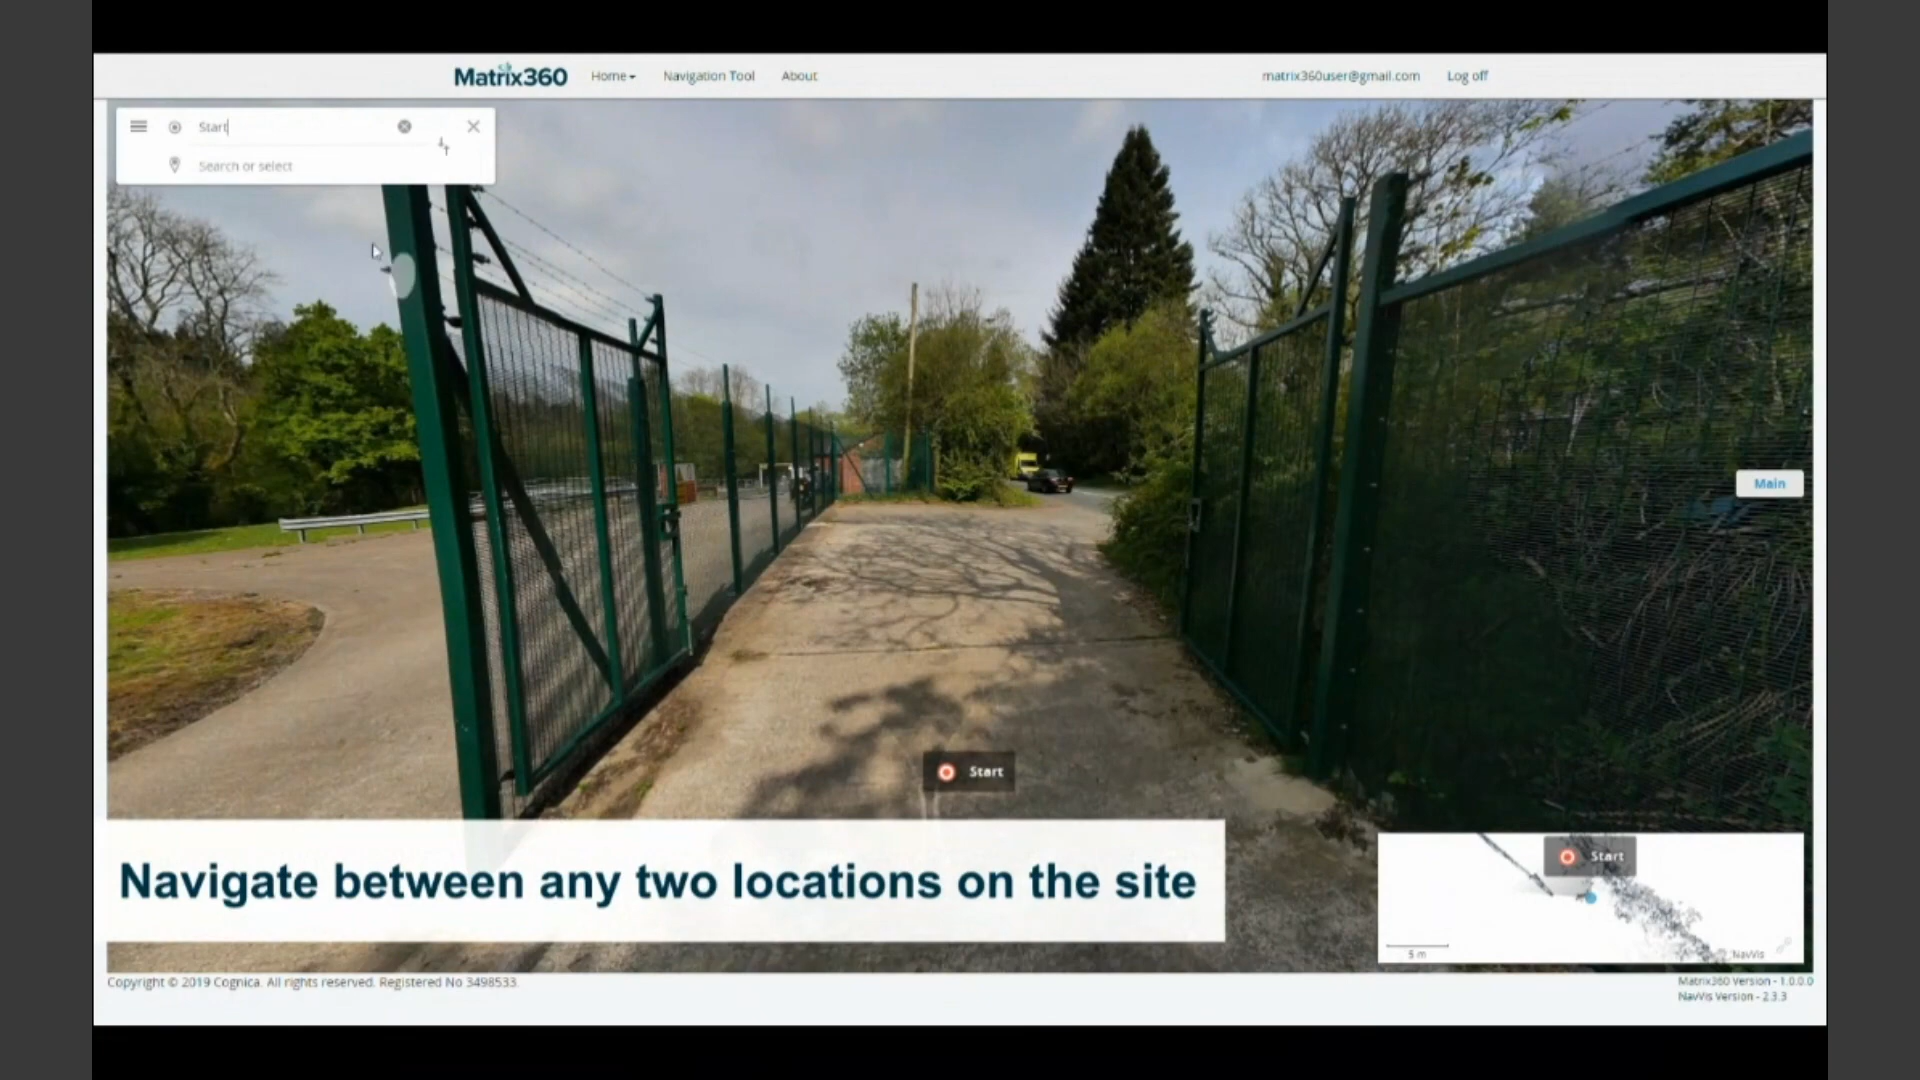 Matrix360 Home Navigation Tool About matrix360user@gmail.com Log off
Start
Search or select
Main
Start
Navigate between any two locations on the site
Start
5 m
NavVis
Copyright © 2019 Cognica. All rights reserved. Registered No 3498533.
Matrix360 Version - 1.0.0.0
NavVis Version - 2.3.3